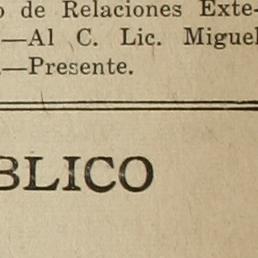 o de Relaciones Exte-
.—Al C. Lic. Miguel
.—Presente.
BLICO